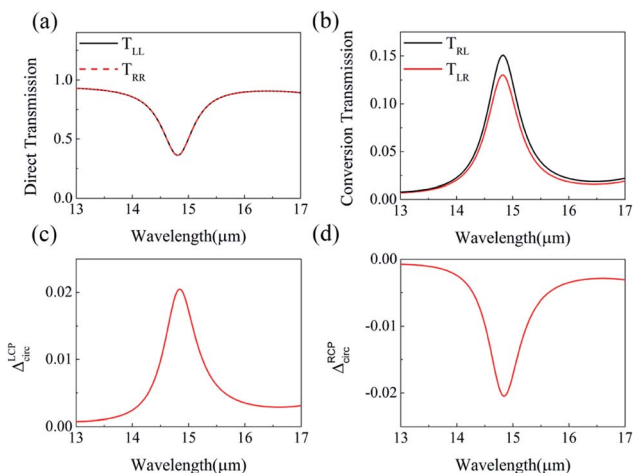 (a)
T_LL
T_RR
Direct Transmission
1.0
0.5
0.0
13 14 15 16 17
Wavelength(μm)
(b)
T_RL
T_LR
Conversion Transmission
0.15
0.10
0.05
0.00
13 14 15 16 17
Wavelength(μm)
(c)
Δ_circ^LCP
0.02
0.01
0.00
13 14 15 16 17
Wavelength(μm)
(d)
Δ_circ^RCP
0.00
-0.01
-0.02
13 14 15 16 17
Wavelength(μm)